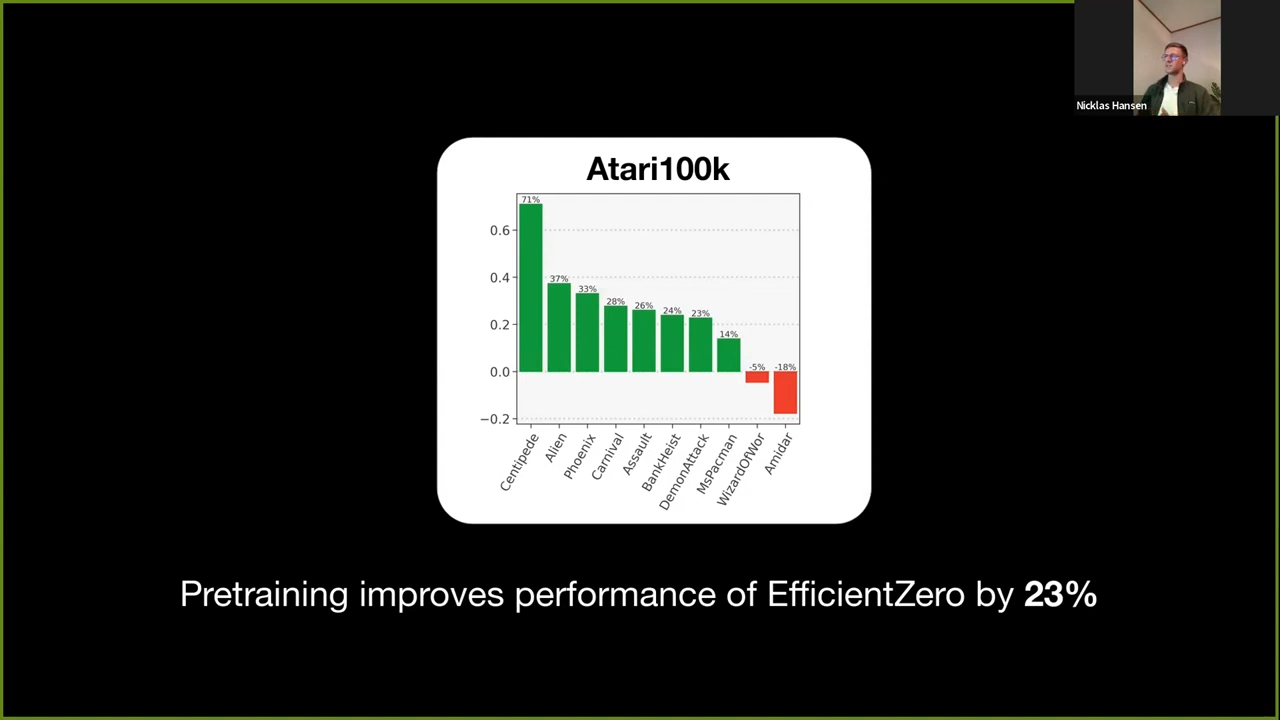 Nicklas Hansen
Atari100k
71%
37%
33%
28%
26%
24%
23%
14%
-5%
-18%
0.6
0.4
0.2
0.0
−0.2
Centipede
Alien
Phoenix
Carnival
Assault
BankHeist
DemonAttack
MsPacman
WizardOfWor
Amidar
Pretraining improves performance of EfficientZero by 23%